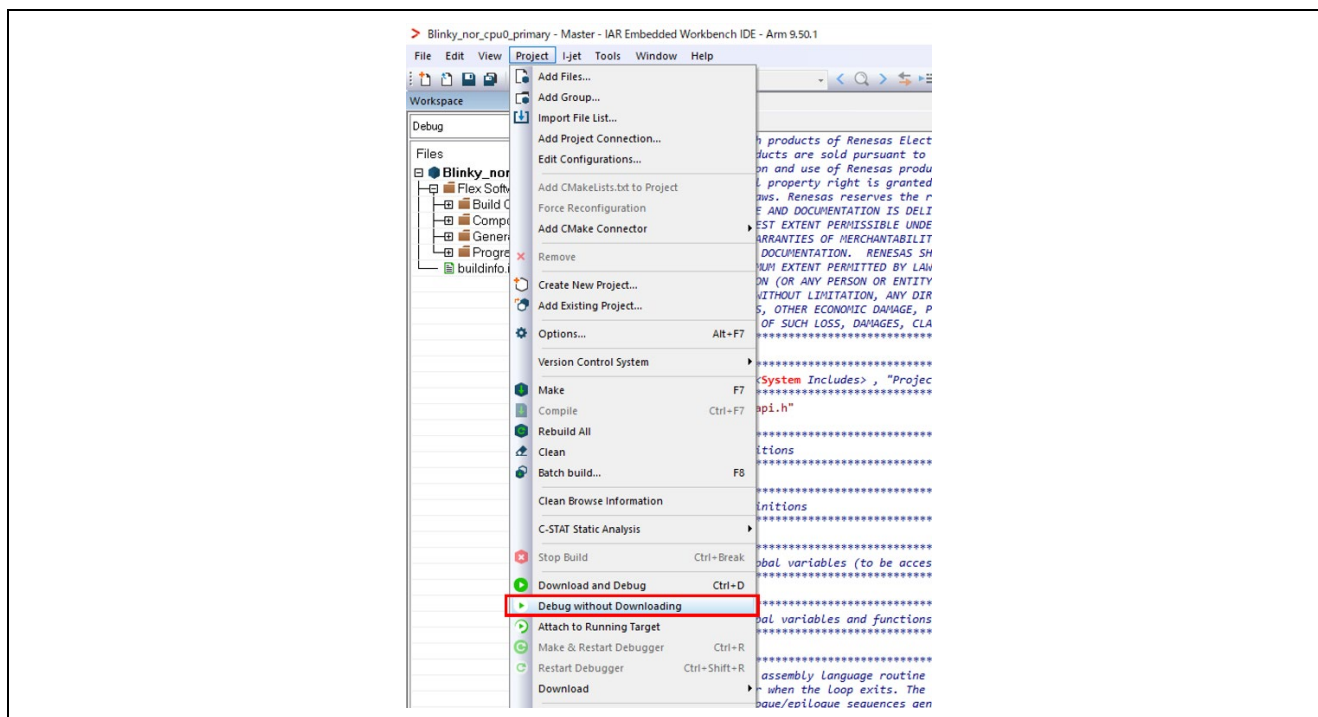 Blinky_nor_cpu0_primary - Master - IAR Embedded Workbench IDE - Arm 9.50.1
File Edit View Project I-jet Tools Window Help
Workspace
Debug
Files
Blinky_nor
Flex Softw
Build C
Compo
Genera
Progra
buildinfo.i
Add Files...
Add Group...
Import File List...
Add Project Connection...
Edit Configurations...
Add CMakeLists.txt to Project
Force Reconfiguration
Add CMake Connector
Remove
Create New Project...
Add Existing Project...
Options... Alt+F7
Version Control System
Make F7
Compile Ctrl+F7
Rebuild All
Clean
Batch build... F8
Clean Browse Information
C-STAT Static Analysis
Stop Build Ctrl+Break
Download and Debug Ctrl+D
Debug without Downloading
Attach to Running Target
Make & Restart Debugger Ctrl+R
Restart Debugger Ctrl+Shift+R
Download
h products of Renesas Elect
ducts are sold pursuant to
on and use of Renesas produ
l property right is granted
aws. Renesas reserves the r
E AND DOCUMENTATION IS DELI
EST EXTENT PERMISSIBLE UNDE
ARRANTIES OF MERCHANTABILIT
DOCUMENTATION. RENESAS SH
MUM EXTENT PERMITTED BY LAW
ON (OR ANY PERSON OR ENTITY
WITHOUT LIMITATION, ANY DIR
S, OTHER ECONOMIC DAMAGE, P
OF SUCH LOSS, DAMAGES, CLA
****************************
****************************
<System Includes> , "Projec
****************************
api.h"
****************************
itions
****************************
****************************
initions
****************************
****************************
obal variables (to be acces
****************************
****************************
bal variables and functions
****************************
****************************
assembly language routine
r when the loop exits. The
ogue/epilogue sequences gen